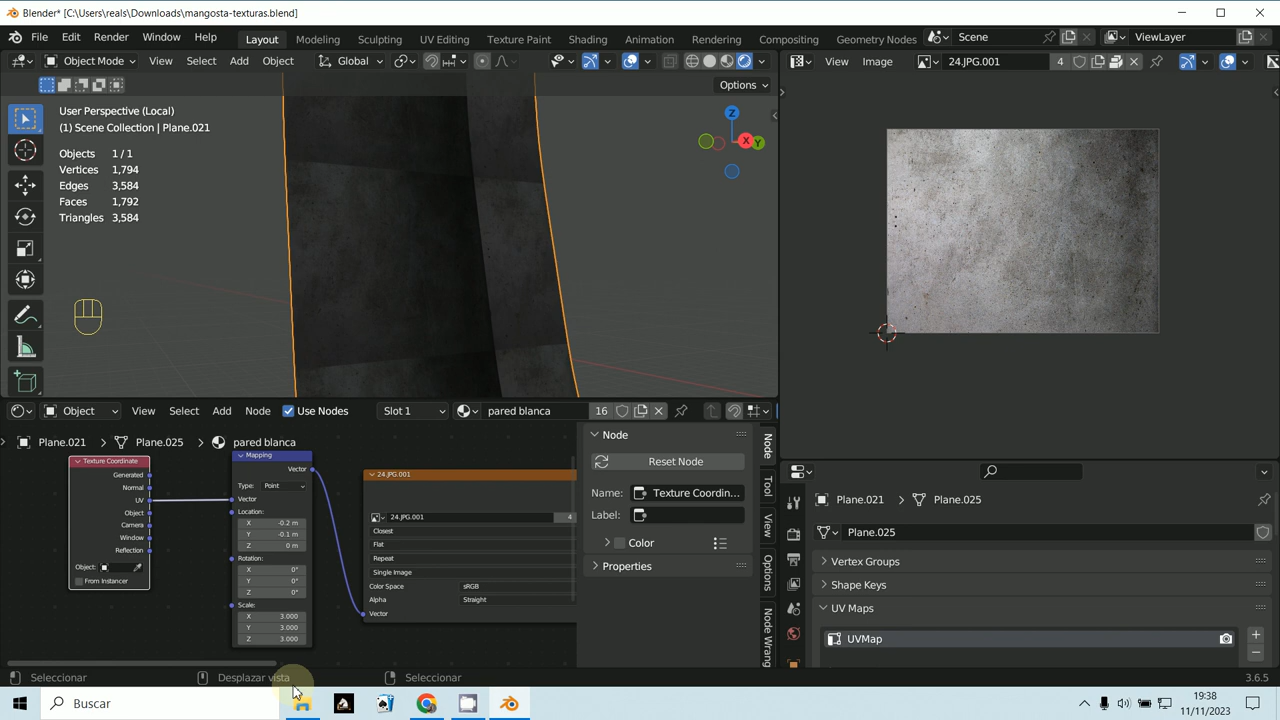 Blender* [C:\Users\reals\Downloads\mangosta-texturas.blend]
File Edit Render Window Help Layout Modeling Sculpting UV Editing Texture Paint Shading Animation Rendering Compositing Geometry Nodes Scene ViewLayer
Object Mode View Select Add Object Global View Image 24.JPG.001 4
Options
User Perspective (Local)
(1) Scene Collection | Plane.021
Objects 1 / 1
Vertices 1,794
Edges 3,584
Faces 1,792
Triangles 3,584
Z
X
Y
Object View Select Add Node Use Nodes Slot 1 pared blanca 16
Plane.021 Plane.025 pared blanca
Texture Coordinate
Generated
Normal
UV
Object
Camera
Window
Reflection
Object:
From Instancer
Mapping
Vector
Type: Point
Vector
Location:
X -0.2 m
Y -0.1 m
Z 0 m
Rotation:
X 0°
Y 0°
Z 0°
Scale:
X 3.000
Y 3.000
Z 3.000
24.JPG.001
24.JPG.001 4
Closest
Flat
Repeat
Single Image
Color Space sRGB
Alpha Straight
Vector
Node
Reset Node
Name: Texture Coordin...
Label:
Color
Properties
Node
Tool
View
Options
Node Wrang
Plane.021 Plane.025
Plane.025
Vertex Groups
Shape Keys
UV Maps
UVMap
Seleccionar Desplazar vista Seleccionar 3.6.5
Buscar
19:38
11/11/2023